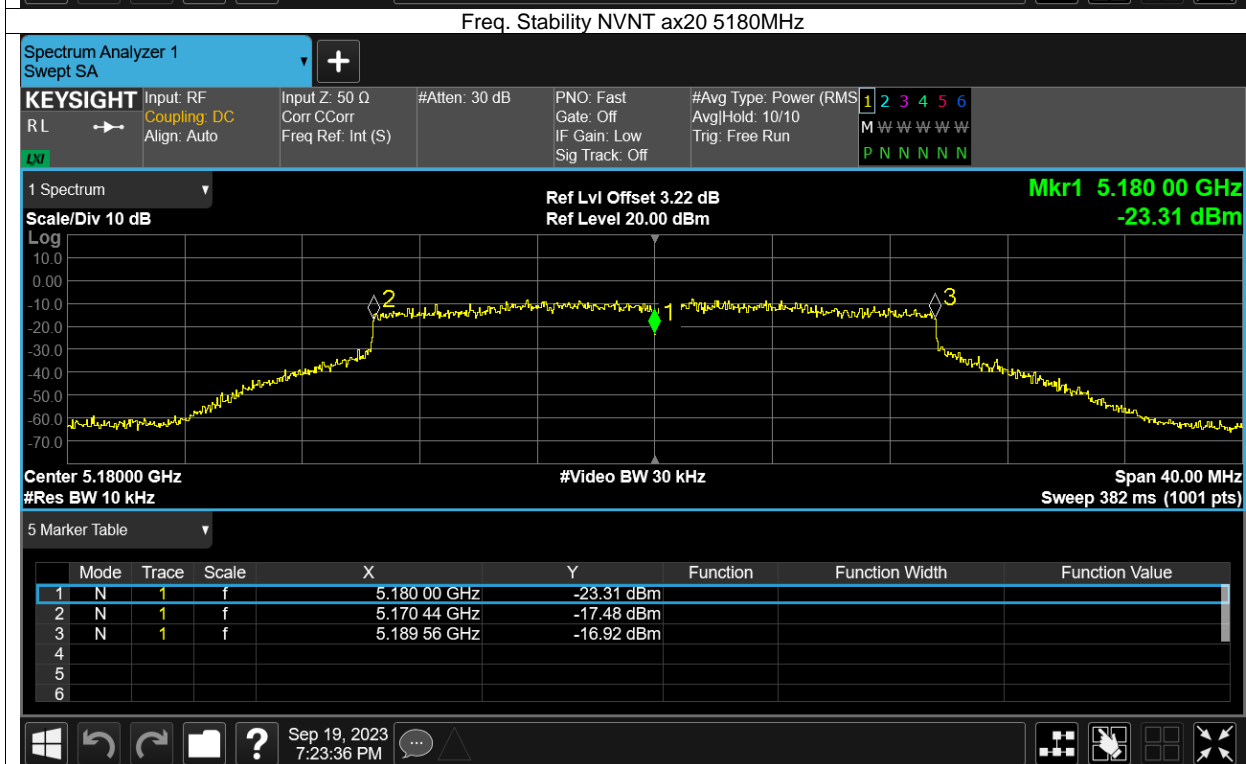 Freq. Stability NVNT ax20 5180MHz
Spectrum Analyzer 1
Swept SA
+
KEYSIGHT
R L
LXI
Input: RF
Coupling: DC
Align: Auto
Input Z: 50 Ω
Corr CCorr
Freq Ref: Int (S)
#Atten: 30 dB
PNO: Fast
Gate: Off
IF Gain: Low
Sig Track: Off
#Avg Type: Power (RMS
Avg|Hold: 10/10
Trig: Free Run
1 2 3 4 5 6
M W W W W W
P N N N N N
1 Spectrum
Scale/Div 10 dB
Ref Lvl Offset 3.22 dB
Ref Level 20.00 dBm
Mkr1 5.180 00 GHz
-23.31 dBm
Log
10.0
0.00
-10.0
-20.0
-30.0
-40.0
-50.0
-60.0
-70.0
2
1
3
Center 5.18000 GHz
#Res BW 10 kHz
#Video BW 30 kHz
Span 40.00 MHz
Sweep 382 ms (1001 pts)
5 Marker Table
Mode Trace Scale X Y Function Function Width Function Value
1 N 1 f 5.180 00 GHz -23.31 dBm
2 N 1 f 5.170 44 GHz -17.48 dBm
3 N 1 f 5.189 56 GHz -16.92 dBm
4
5
6
?
Sep 19, 2023
7:23:36 PM